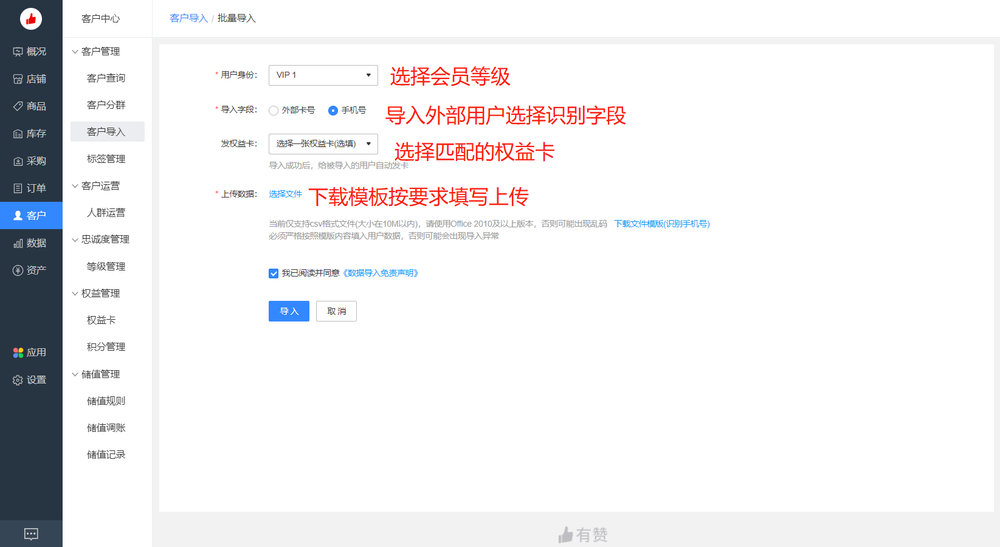 客户中心
客户导入 / 批量导入
概况
店铺
商品
库存
采购
订单
客户
数据
资产
应用
设置
客户管理
客户查询
客户分群
客户导入
标签管理
客户运营
人群运营
忠诚度管理
等级管理
权益管理
权益卡
积分管理
储值管理
储值规则
储值调账
储值记录
* 用户身份： VIP 1 选择会员等级
* 导入字段： 外部卡号 手机号 导入外部用户选择识别字段
发权益卡： 选择一张权益卡(选填) 选择匹配的权益卡
导入成功后，给被导入的用户自动发卡
* 上传数据： 选择文件 下载模板按要求填写上传
当前仅支持csv格式文件(大小在10M以内)，请使用Office 2010及以上版本，否则可能出现乱码 下载文件模版(识别手机号)
必须严格按照模版内容填入用户数据，否则可能会出现导入异常
我已阅读并同意《数据导入免责声明》
导入 取消
有赞